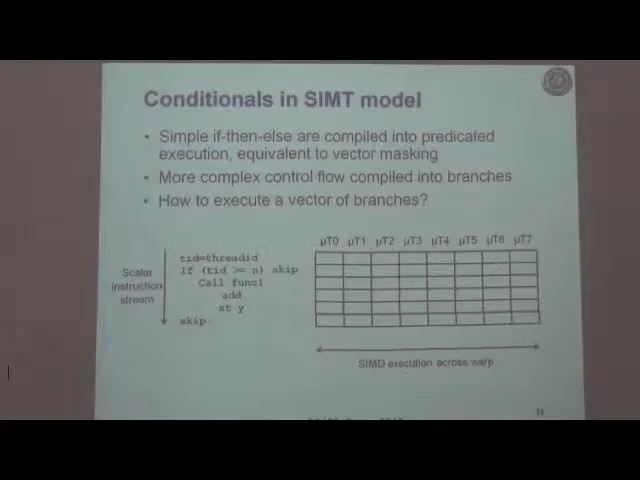 Conditionals in SIMT model
• Simple if-then-else are compiled into predicated
execution, equivalent to vector masking
• More complex control flow compiled into branches
• How to execute a vector of branches?
µT0 µT1 µT2 µT3 µT4 µT5 µT6 µT7
Scalar
instruction
stream
tid=threadid
If (tid >= n) skip
Call func1
add
st y
skip:
SIMD execution across warp